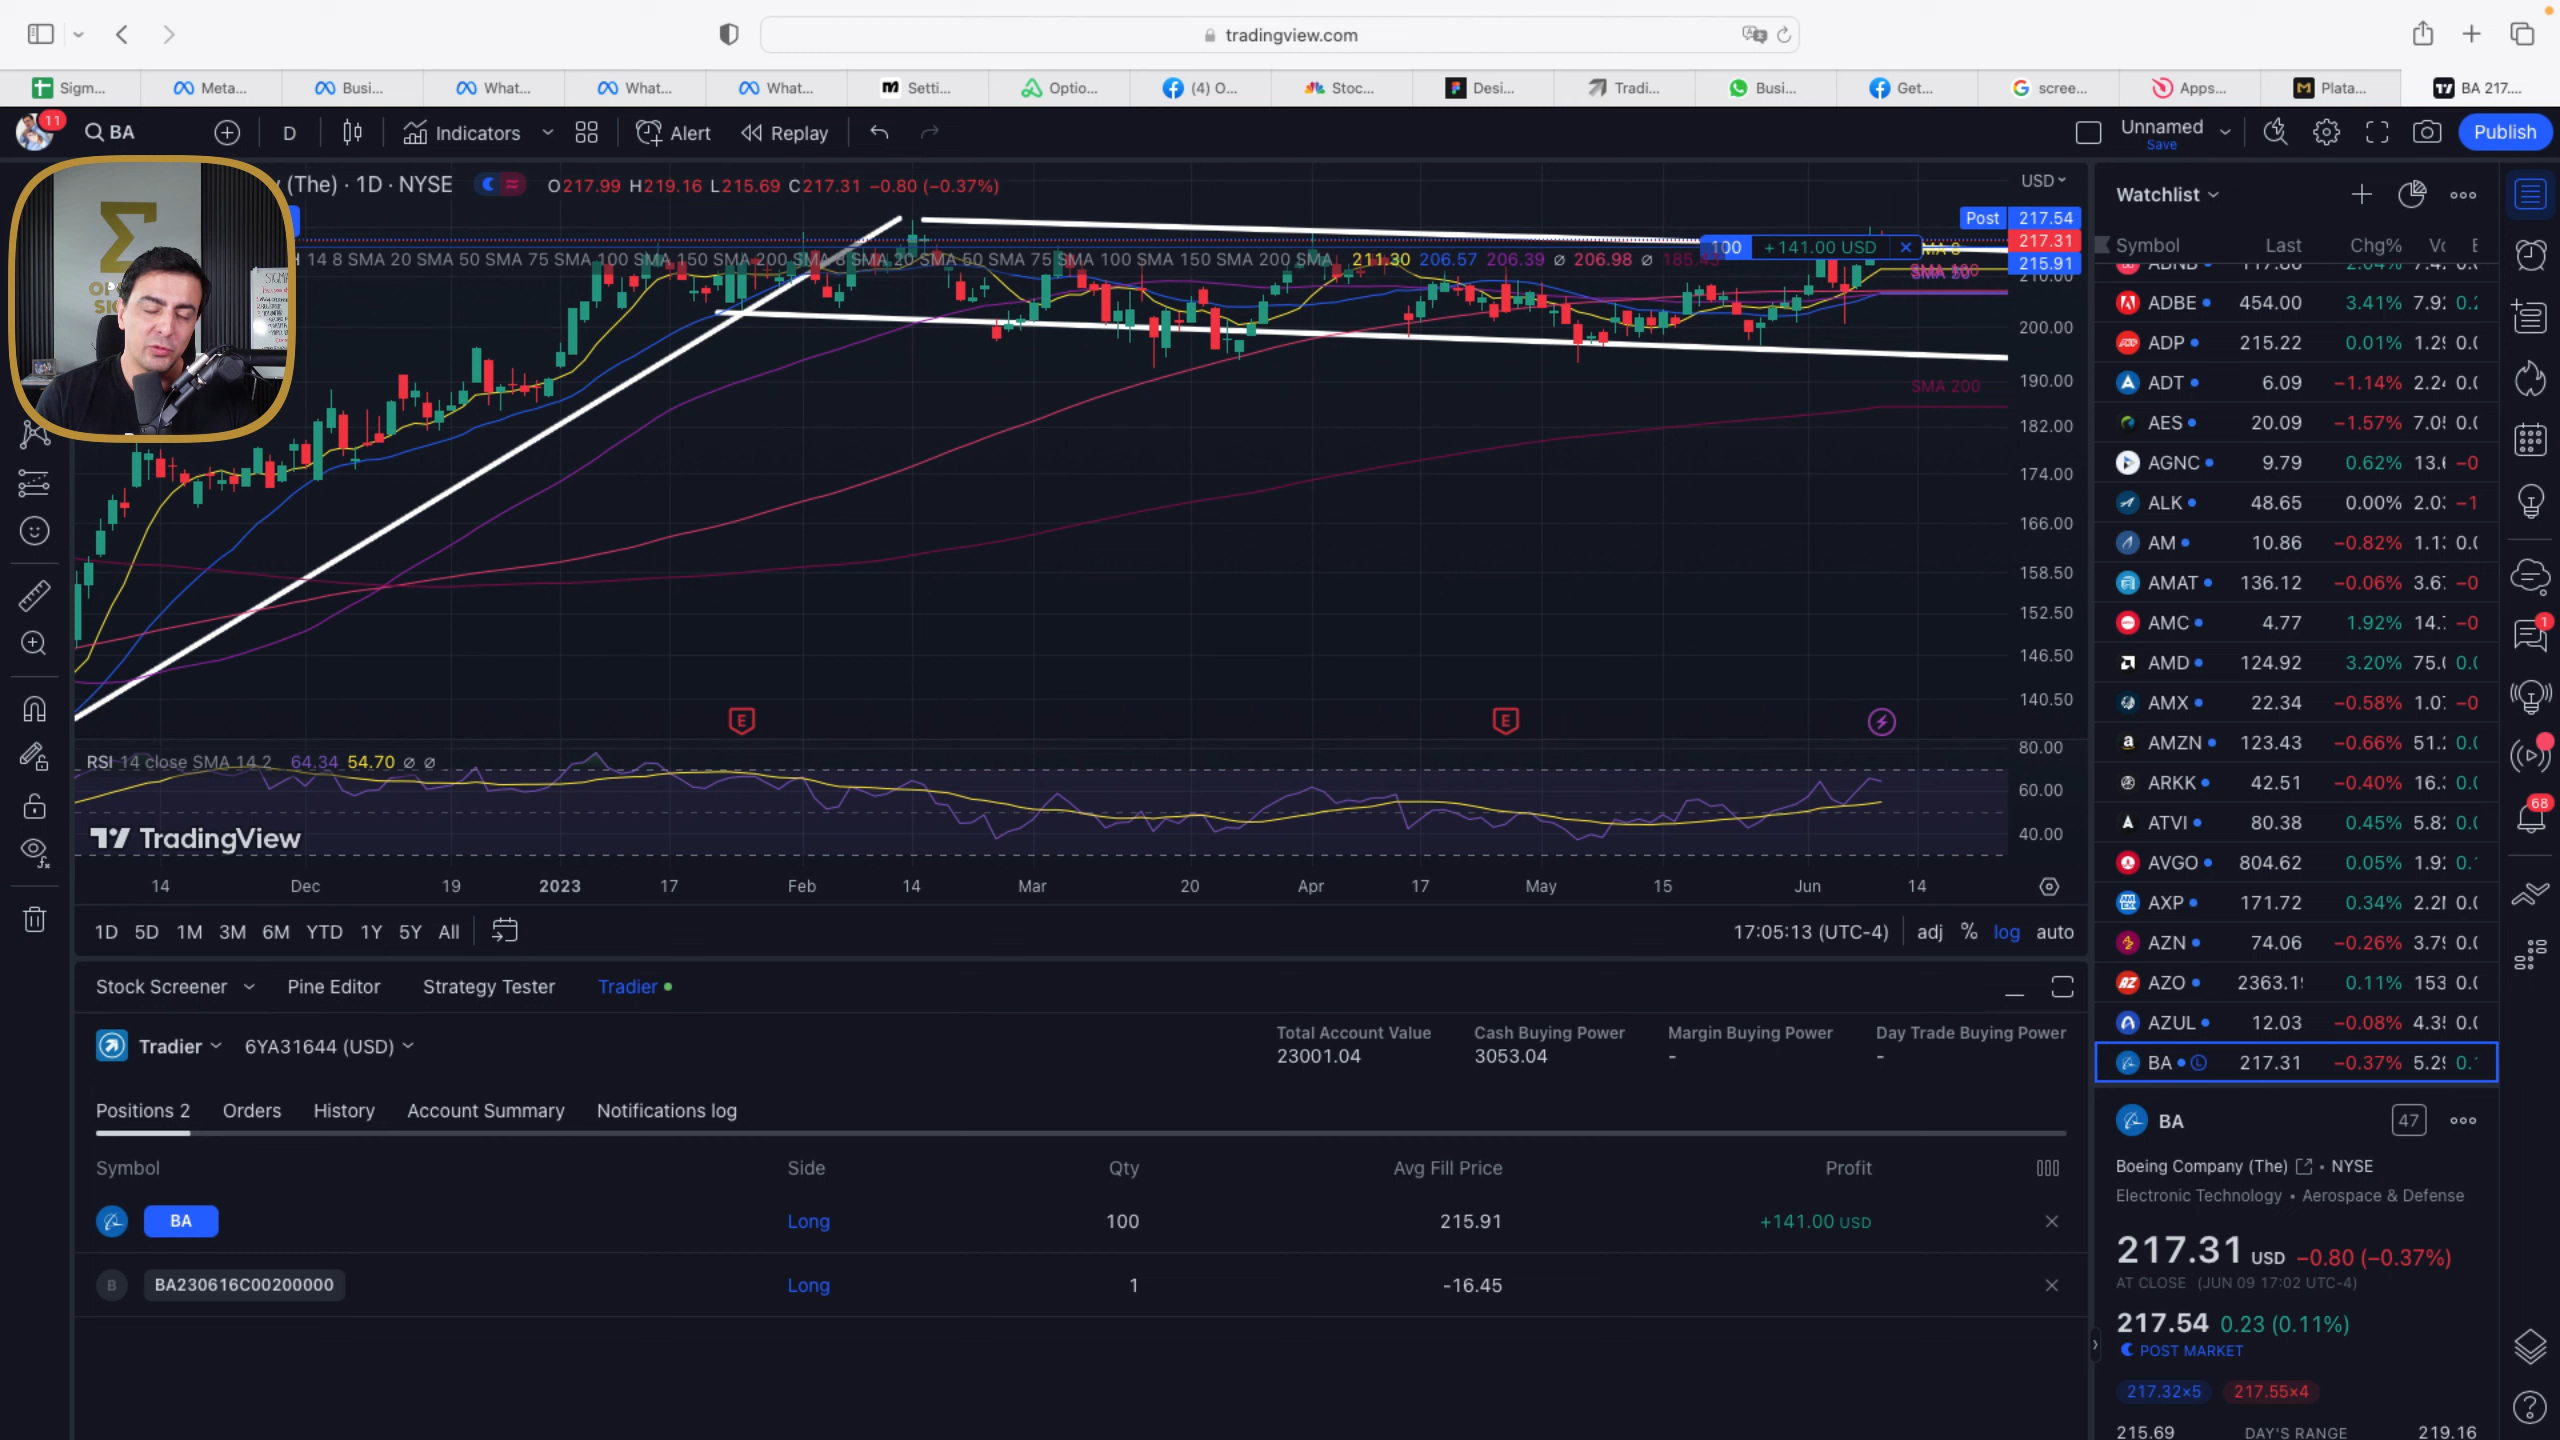 tradingview.com
Sigm... Meta... Busi... What... What... What... Setti... Optio... (4) O... Stoc... Desi... Tradi... Busi... Get... scree... Apps... Plata... BA 217....
11 BA D Indicators Alert Replay Unnamed Save Publish
(The) · 1D · NYSE O217.99 H219.16 L215.69 C217.31 −0.80 (−0.37%) USD
14 8 SMA 20 SMA 50 SMA 75 SMA 100 SMA 150 SMA 200 SMA 8 SMA 20 SMA 50 SMA 75 SMA 100 SMA 150 SMA 200 SMA 211.30 206.57 206.39 ∅ 206.98 ∅
Post 217.54
217.31
215.91
100 +141.00 USD
210.00
200.00
190.00
SMA 200
182.00
174.00
166.00
158.50
152.50
146.50
140.50
E E
RSI 14 close SMA 14 2 64.34 54.70 ∅ ∅
80.00
60.00
40.00
TradingView
14 Dec 19 2023 17 Feb 14 Mar 20 Apr 17 May 15 Jun 14
1D 5D 1M 3M 6M YTD 1Y 5Y All 17:05:13 (UTC-4) adj % log auto
Stock Screener Pine Editor Strategy Tester Tradier
Tradier 6YA31644 (USD)
Total Account Value Cash Buying Power Margin Buying Power Day Trade Buying Power
23001.04 3053.04 - -
Positions 2 Orders History Account Summary Notifications log
Symbol Side Qty Avg Fill Price Profit
BA Long 100 215.91 +141.00 USD
B BA230616C00200000 Long 1 -16.45
Watchlist
Symbol Last Chg%
ADBE 454.00 3.41% 7.92
ADP 215.22 0.01%
ADT 6.09 −1.14%
AES 20.09 −1.57%
AGNC 9.79 0.62%
ALK 48.65 0.00%
AM 10.86 −0.82%
AMAT 136.12 −0.06%
AMC 4.77 1.92%
AMD 124.92 3.20%
AMX 22.34 −0.58%
AMZN 123.43 −0.66%
ARKK 42.51 −0.40%
ATVI 80.38 0.45%
AVGO 804.62 0.05%
AXP 171.72 0.34%
AZN 74.06 −0.26%
AZO 2363.1 0.11% 153
AZUL 12.03 −0.08%
BA 217.31 −0.37%
BA 47
Boeing Company (The) • NYSE
Electronic Technology • Aerospace & Defense
217.31 USD −0.80 (−0.37%)
AT CLOSE (JUN 09 17:02 UTC-4)
217.54 0.23 (0.11%)
POST MARKET
217.32×5 217.55×4
215.69 DAY'S RANGE 219.16
1
68